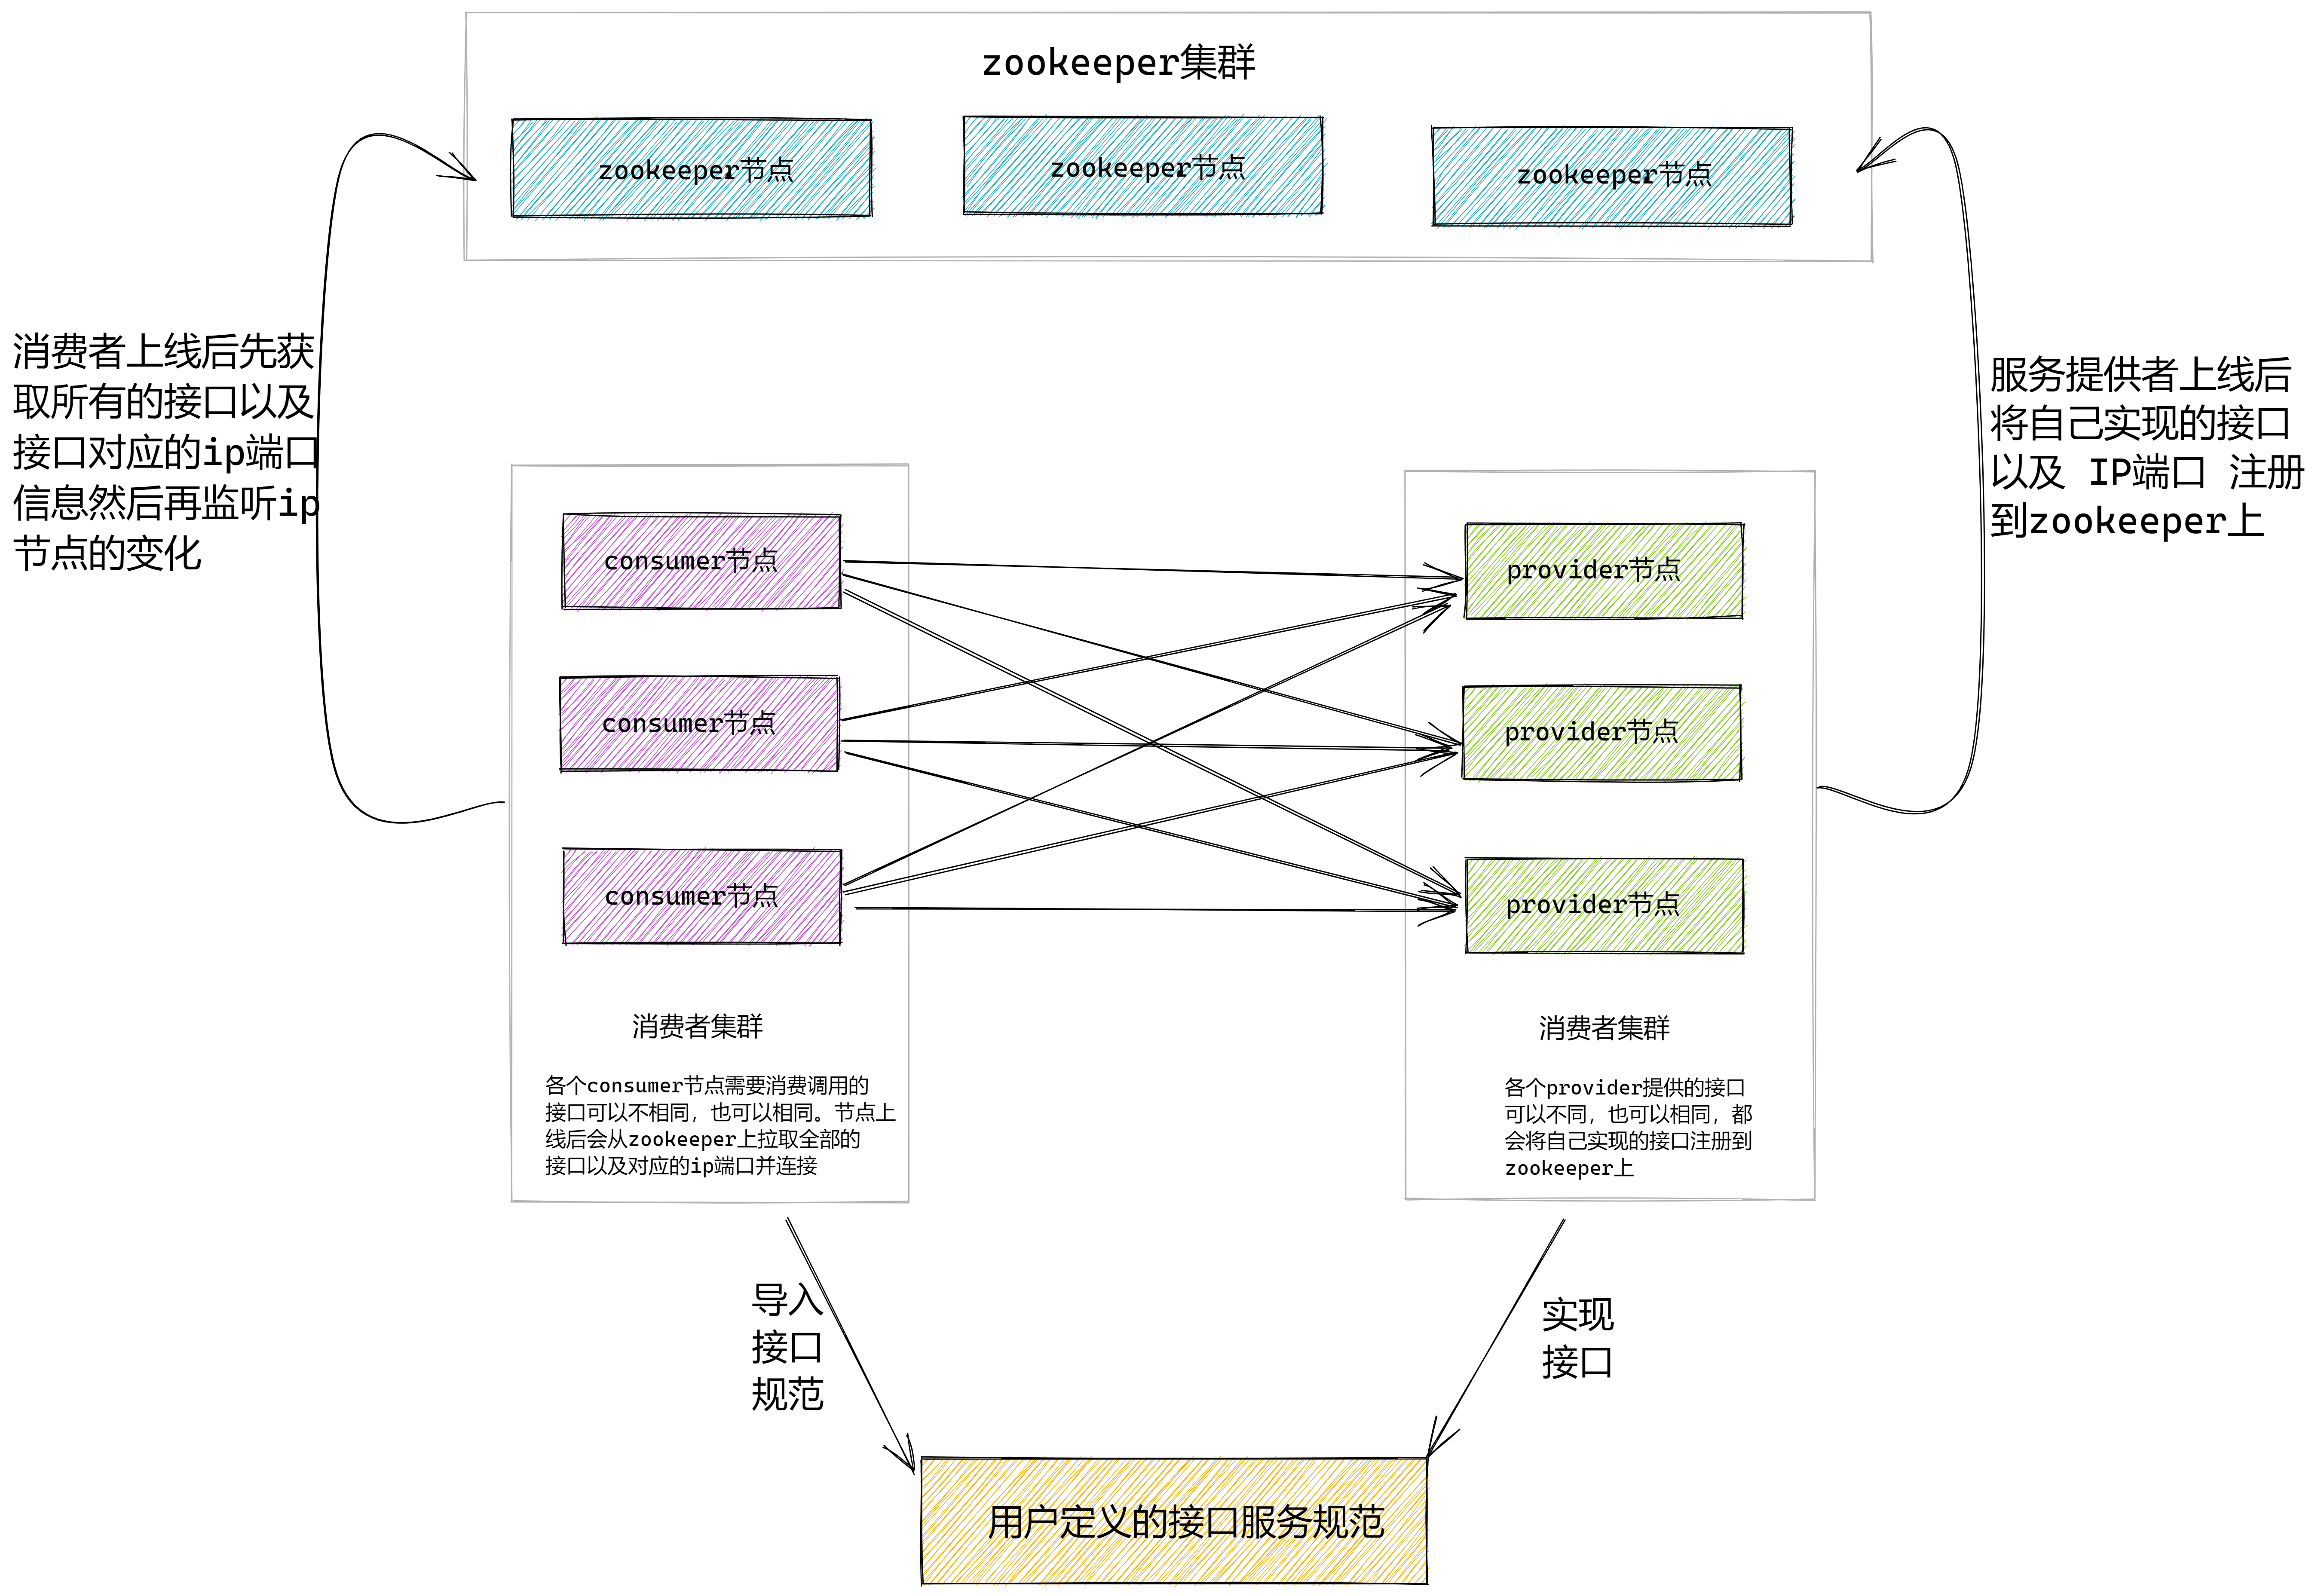 zookeeper集群
zookeeper节点
zookeeper节点
zookeeper节点
消费者上线后先获
取所有的接口以及
接口对应的ip端口
信息然后再监听ip
节点的变化
服务提供者上线后
将自己实现的接口
以及 IP端口 注册
到zookeeper上
consumer节点
consumer节点
consumer节点
消费者集群
各个consumer节点需要消费调用的
接口可以不相同，也可以相同。节点上
线后会从zookeeper上拉取全部的
接口以及对应的ip端口并连接
provider节点
provider节点
provider节点
消费者集群
各个provider提供的接口
可以不同，也可以相同，都
会将自己实现的接口注册到
zookeeper上
导入
接口
规范
实现
接口
用户定义的接口服务规范